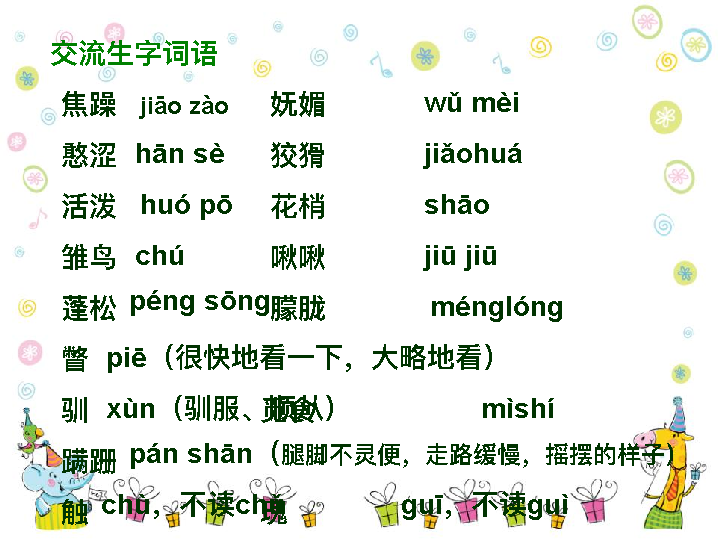 交流生字词语
焦躁 jiāo zào 妩媚 wǔ mèi
憨涩 hān sè 狡猾 jiǎohuá
活泼 huó pō 花梢 shāo
雏鸟 chú 啾啾 jiū jiū
蓬松 péng sōng 朦胧 ménglóng
瞥 piē（很快地看一下，大略地看）
驯 xùn（驯服、顺从） 觅食 mìshí
蹒跚 pán shān（腿脚不灵便，走路缓慢，摇摆的样子）
触 chù，不读chǔ 瑰 guī，不读guì